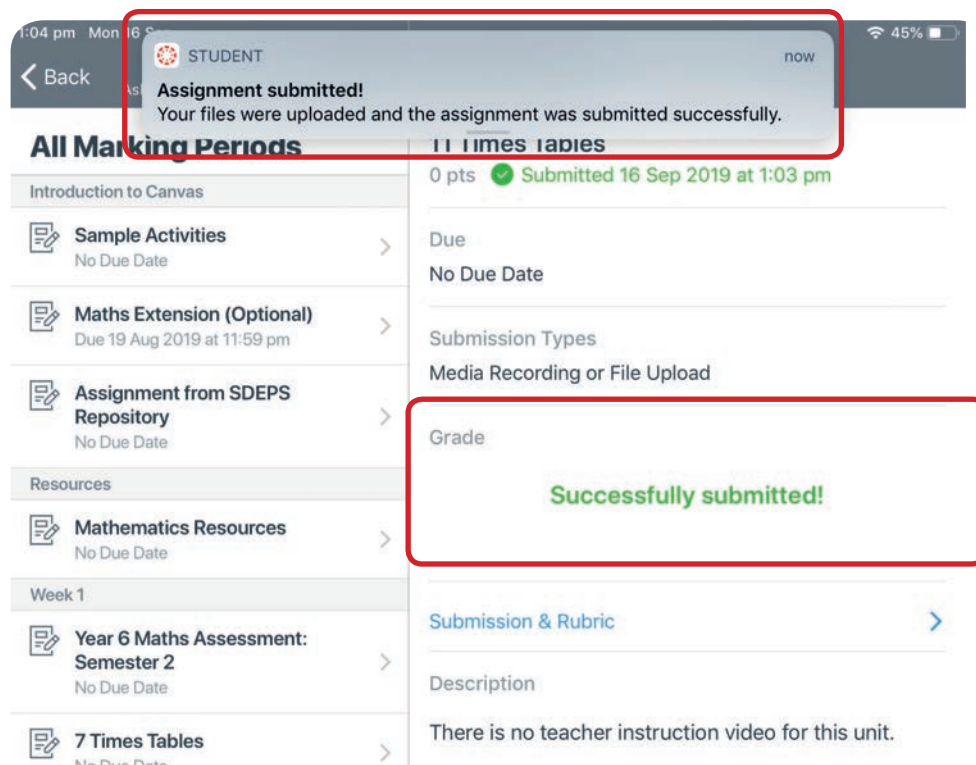 1:04 pm Mon 16 Sep
45%
STUDENT
now
Back
Assignment submitted!
Your files were uploaded and the assignment was submitted successfully.
All Marking Periods
Introduction to Canvas
Sample Activities
No Due Date
Maths Extension (Optional)
Due 19 Aug 2019 at 11:59 pm
Assignment from SDEPS
Repository
No Due Date
Resources
Mathematics Resources
No Due Date
Week 1
Year 6 Maths Assessment:
Semester 2
No Due Date
7 Times Tables
No Due Date
11 Times Tables
0 pts Submitted 16 Sep 2019 at 1:03 pm
Due
No Due Date
Submission Types
Media Recording or File Upload
Grade
Successfully submitted!
Submission & Rubric
Description
There is no teacher instruction video for this unit.